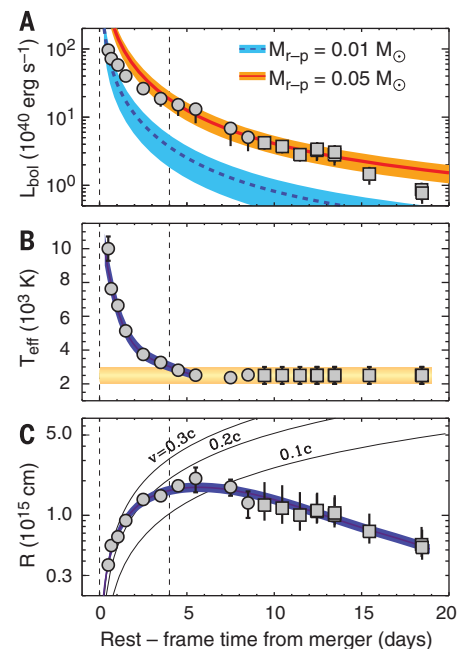 A
10²
10¹
10⁰
L_bol (10⁴⁰ erg s⁻¹)
M_r–p = 0.01 M_⊙
M_r–p = 0.05 M_⊙
B
10
8
6
4
2
T_eff (10³ K)
C
5.0
1.0
0.3
R (10¹⁵ cm)
v=0.3c
0.2c
0.1c
0
5
10
15
20
Rest – frame time from merger (days)